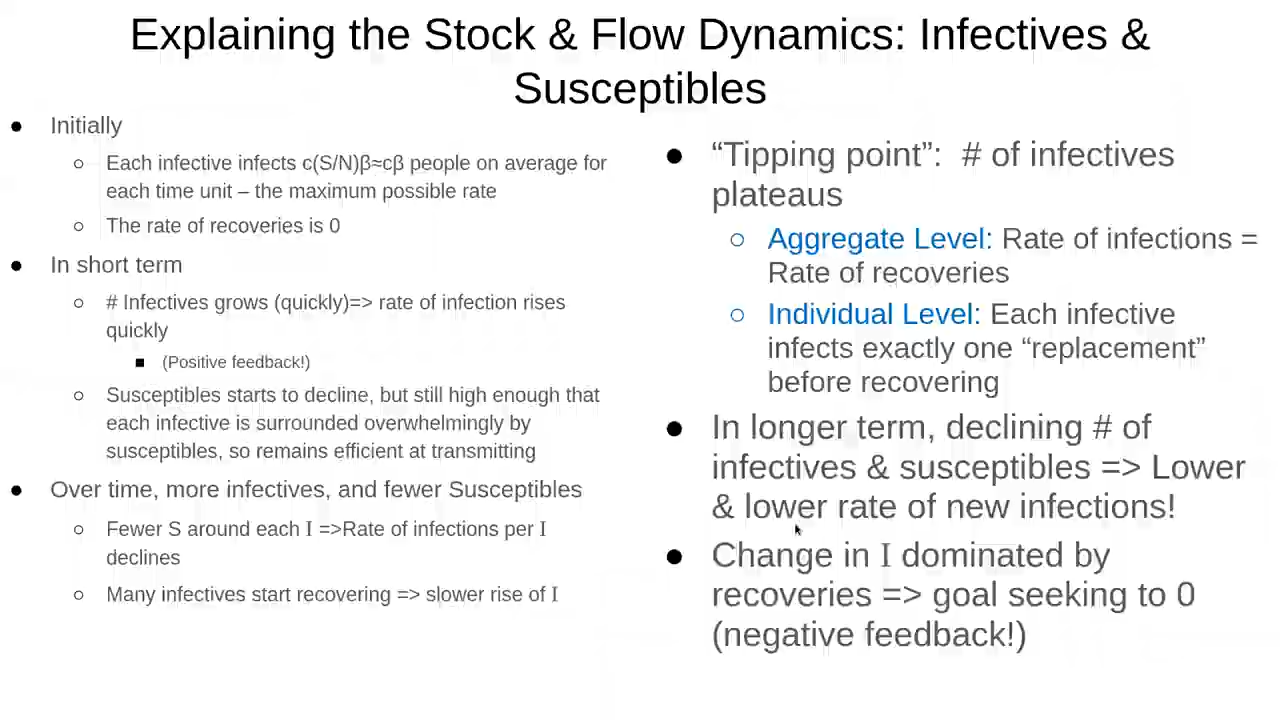 Explaining the Stock & Flow Dynamics: Infectives &
Susceptibles
● Initially
○ Each infective infects c(S/N)β≈cβ people on average for
each time unit – the maximum possible rate
○ The rate of recoveries is 0
● In short term
○ # Infectives grows (quickly)=> rate of infection rises
quickly
■ (Positive feedback!)
○ Susceptibles starts to decline, but still high enough that
each infective is surrounded overwhelmingly by
susceptibles, so remains efficient at transmitting
● Over time, more infectives, and fewer Susceptibles
○ Fewer S around each I =>Rate of infections per I
declines
○ Many infectives start recovering => slower rise of I
● “Tipping point”: # of infectives
plateaus
○ Aggregate Level: Rate of infections =
Rate of recoveries
○ Individual Level: Each infective
infects exactly one “replacement”
before recovering
● In longer term, declining # of
infectives & susceptibles => Lower
& lower rate of new infections!
● Change in I dominated by
recoveries => goal seeking to 0
(negative feedback!)